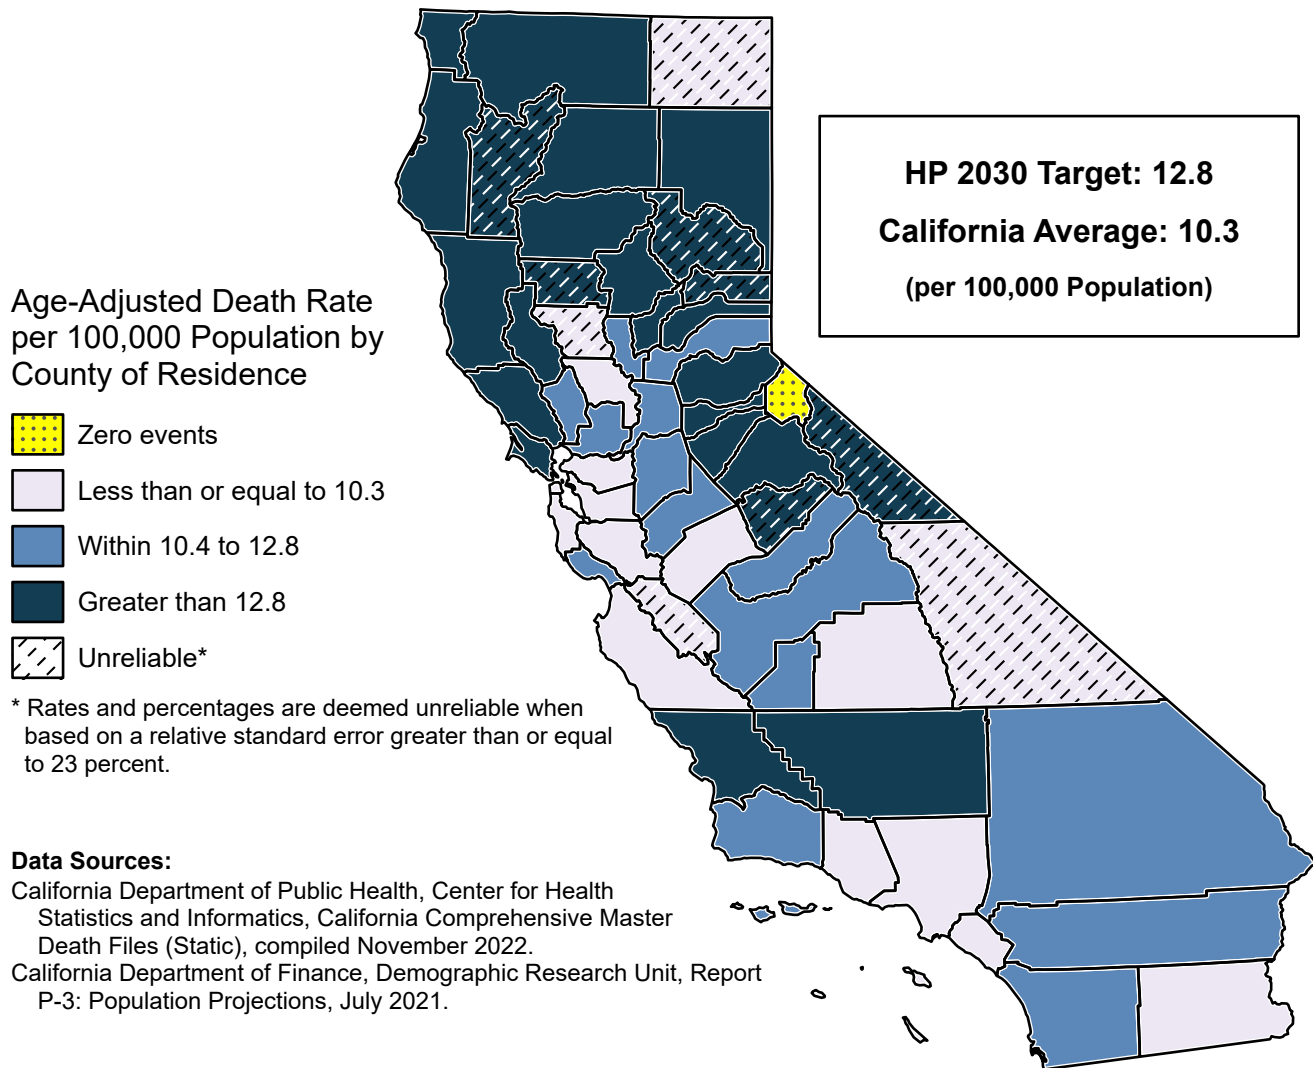 HP 2030 Target: 12.8
California Average: 10.3
(per 100,000 Population)
Age-Adjusted Death Rate
per 100,000 Population by
County of Residence
Zero events
Less than or equal to 10.3
Within 10.4 to 12.8
Greater than 12.8
Unreliable*
* Rates and percentages are deemed unreliable when
based on a relative standard error greater than or equal
to 23 percent.
Data Sources:
California Department of Public Health, Center for Health
Statistics and Informatics, California Comprehensive Master
Death Files (Static), compiled November 2022.
California Department of Finance, Demographic Research Unit, Report
P-3: Population Projections, July 2021.